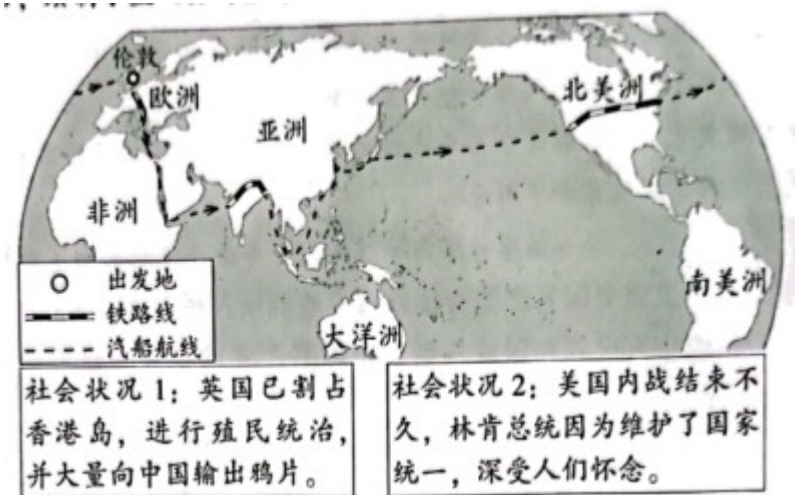 伦敦
欧洲
亚洲
北美洲
非洲
南美洲
大洋洲
出发地
铁路线
汽船航线
社会状况1：英国已割占
香港岛，进行殖民统治，
并大量向中国输出鸦片。
社会状况2：美国内战结束不
久，林肯总统因为维护了国家
统一，深受人们怀念。